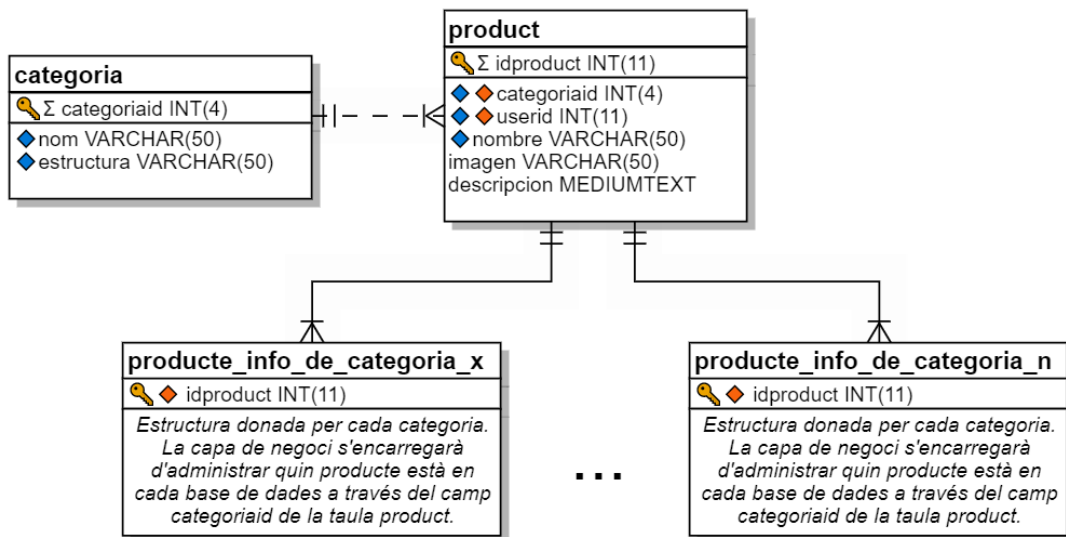 product
Σ idproduct INT(11)
categoriaid INT(4)
userid INT(11)
nombre VARCHAR(50)
imagen VARCHAR(50)
descripcion MEDIUMTEXT
categoria
Σ categoriaid INT(4)
nom VARCHAR(50)
estructura VARCHAR(50)
producte_info_de_categoria_x
idproduct INT(11)
Estructura donada per cada categoria.
La capa de negoci s'encarregarà
d'administrar quin producte està en
cada base de dades a través del camp
categoriaid de la taula product.
...
producte_info_de_categoria_n
idproduct INT(11)
Estructura donada per cada categoria.
La capa de negoci s'encarregarà
d'administrar quin producte està en
cada base de dades a través del camp
categoriaid de la taula product.